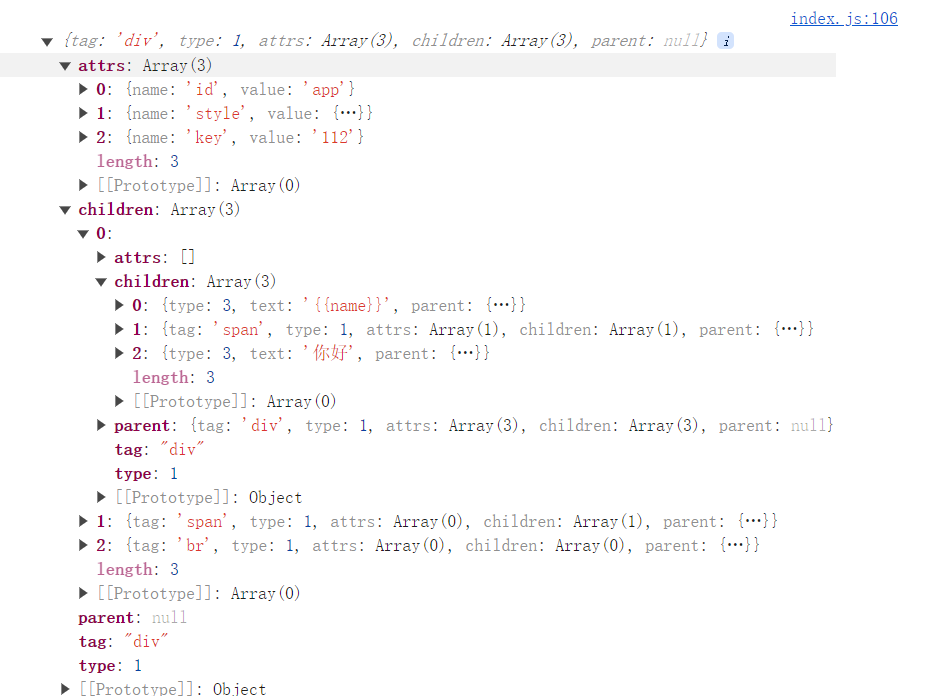 index.js:106
{tag: 'div', type: 1, attrs: Array(3), children: Array(3), parent: null} i
attrs: Array(3)
0: {name: 'id', value: 'app'}
1: {name: 'style', value: {…}}
2: {name: 'key', value: '112'}
length: 3
[[Prototype]]: Array(0)
children: Array(3)
0:
attrs: []
children: Array(3)
0: {type: 3, text: '{{name}}', parent: {…}}
1: {tag: 'span', type: 1, attrs: Array(1), children: Array(1), parent: {…}}
2: {type: 3, text: '你好', parent: {…}}
length: 3
[[Prototype]]: Array(0)
parent: {tag: 'div', type: 1, attrs: Array(3), children: Array(3), parent: null}
tag: "div"
type: 1
[[Prototype]]: Object
1: {tag: 'span', type: 1, attrs: Array(0), children: Array(1), parent: {…}}
2: {tag: 'br', type: 1, attrs: Array(0), children: Array(0), parent: {…}}
length: 3
[[Prototype]]: Array(0)
parent: null
tag: "div"
type: 1
[[Prototype]]: Object